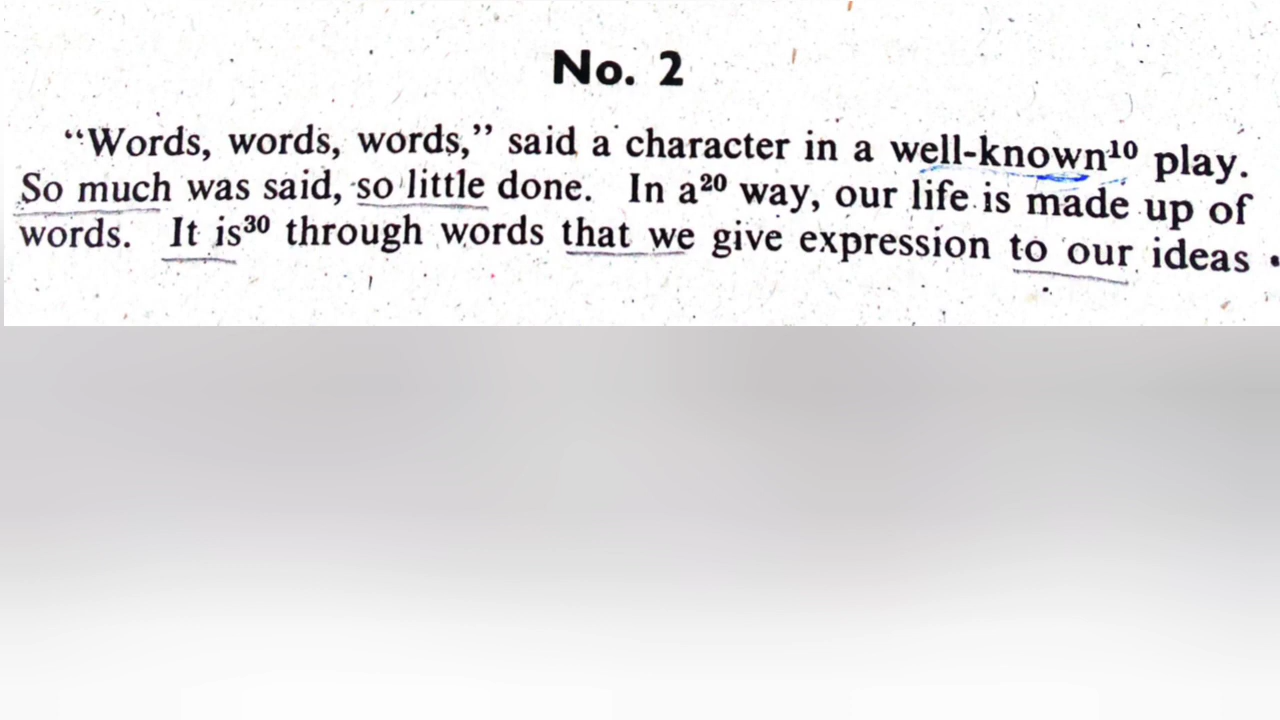 No. 2
“Words, words, words,” said a character in a well-known¹⁰ play.
So much was said, so little done. In a²⁰ way, our life is made up of
words. It is³⁰ through words that we give expression to our ideas.